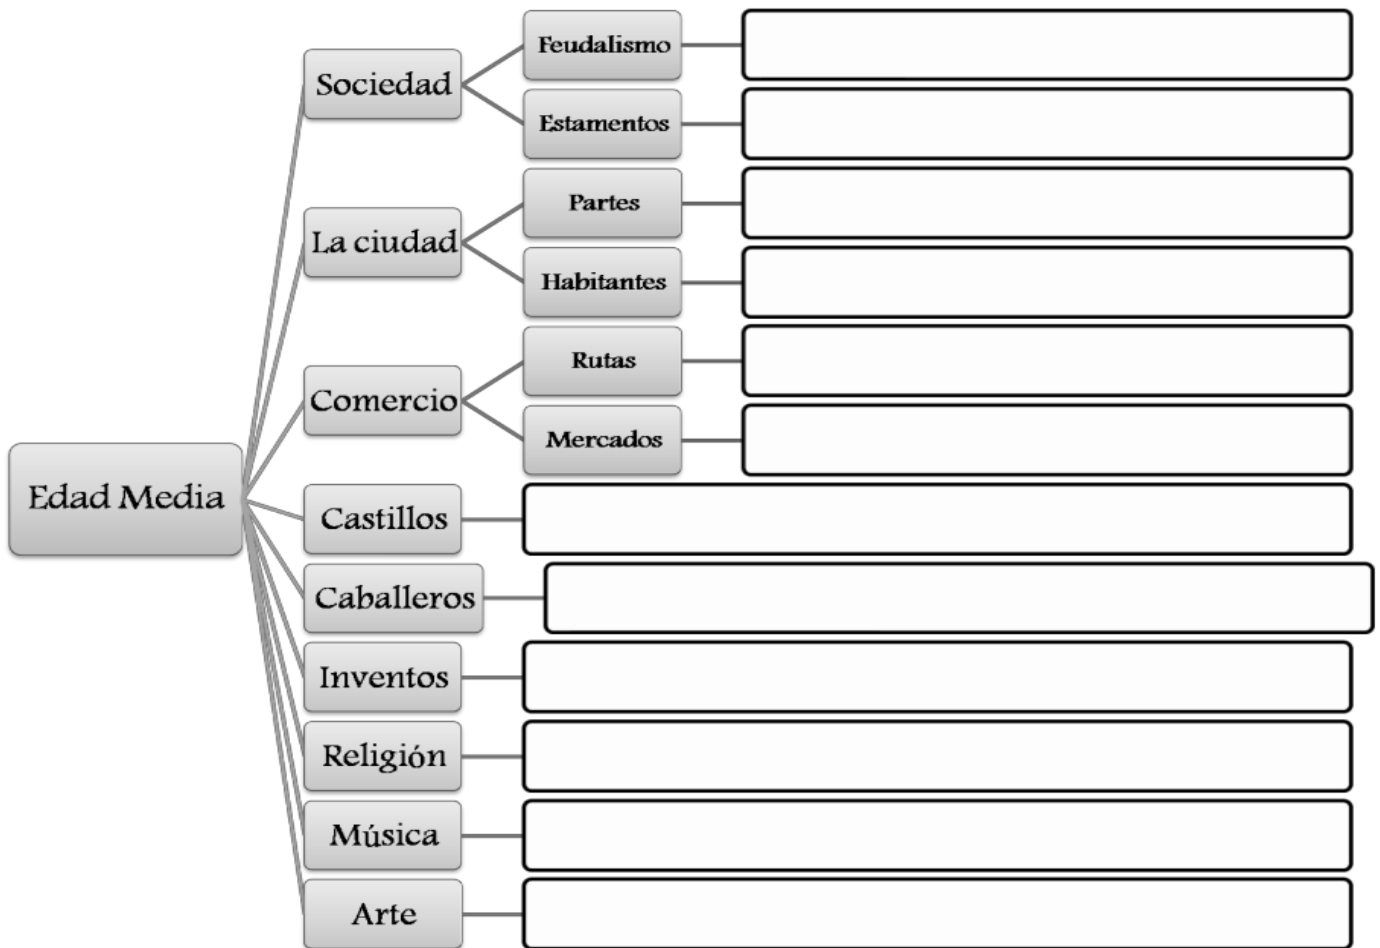 Edad Media
Sociedad
Feudalismo
Estamentos
La ciudad
Partes
Habitantes
Comercio
Rutas
Mercados
Castillos
Caballeros
Inventos
Religión
Música
Arte